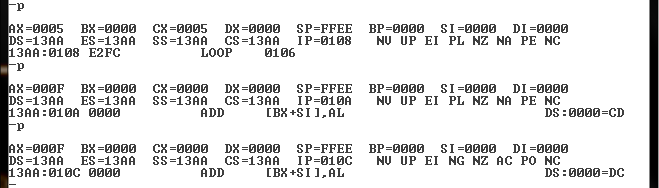 -p
AX=0005 BX=0000 CX=0005 DX=0000 SP=FFEE BP=0000 SI=0000 DI=0000
DS=13AA ES=13AA SS=13AA CS=13AA IP=0108 NV UP EI PL NZ NA PE NC
13AA:0108 E2FC LOOP 0106
-p
AX=000F BX=0000 CX=0000 DX=0000 SP=FFEE BP=0000 SI=0000 DI=0000
DS=13AA ES=13AA SS=13AA CS=13AA IP=010A NV UP EI PL NZ NA PE NC
13AA:010A 0000 ADD [BX+SI],AL DS:0000=CD
-p
AX=000F BX=0000 CX=0000 DX=0000 SP=FFEE BP=0000 SI=0000 DI=0000
DS=13AA ES=13AA SS=13AA CS=13AA IP=010C NV UP EI NG NZ AC PO NC
13AA:010C 0000 ADD [BX+SI],AL DS:0000=DC
-